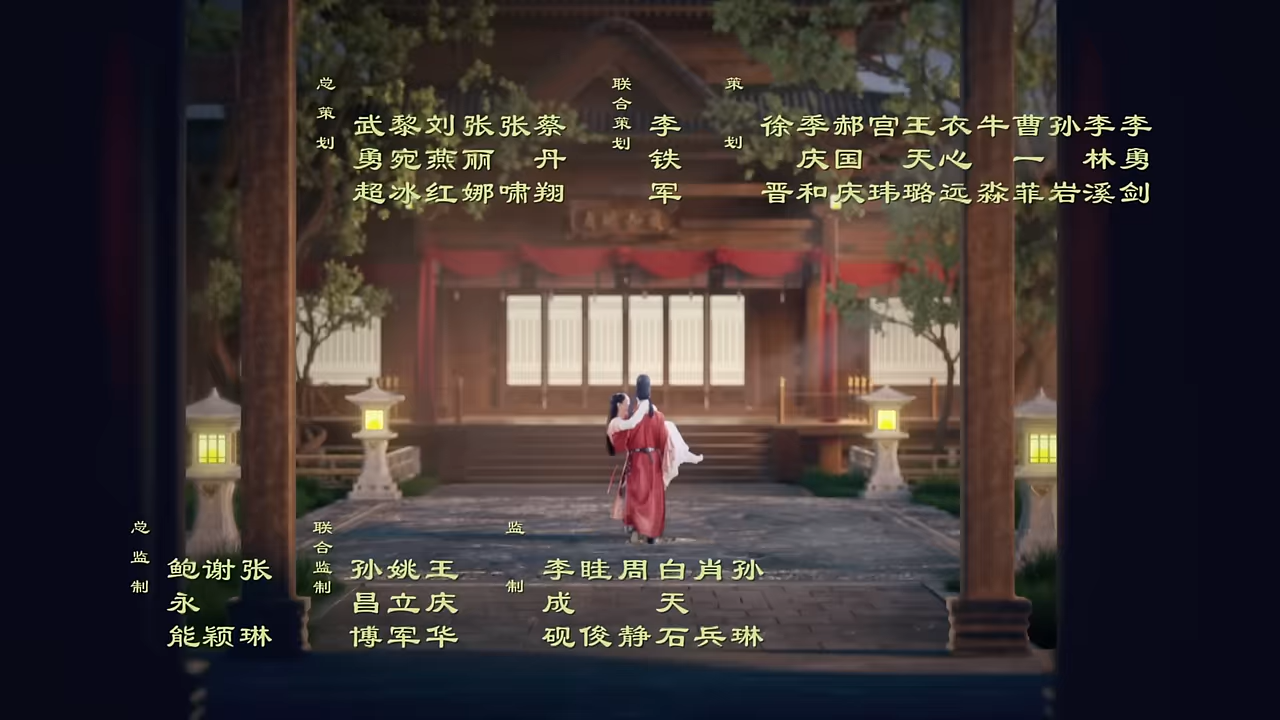 总策划
武勇超
黎宛冰
刘燕红
张丽娜
张啸
蔡丹翔
联合策划
李铁军
策划
徐晋
季庆和
郝国庆
宫玮
王天璐
衣心远
牛淼
曹一菲
孙岩
李林溪
李勇剑
总监制
鲍永能
谢颖
张琳
联合监制
孙昌博
姚立军
王庆华
监制
李成砚
眭俊
周静
白天石
肖兵
孙琳